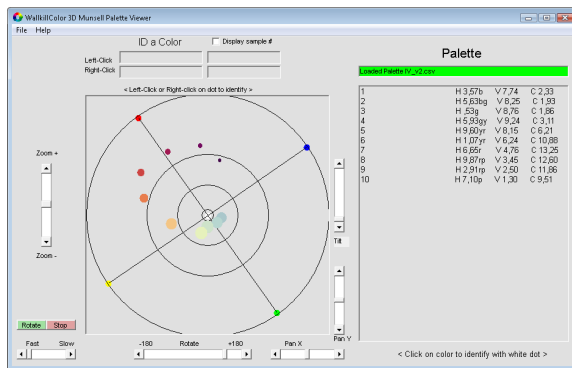 WallkillColor 3D Munsell Palette Viewer
File Help
ID a Color
Display sample #
Left-Click
Right-Click
< Left-Click or Right-click on dot to identify >
Zoom +
Zoom -
Tilt
Pan Y
Rotate Stop
Fast Slow
-180 Rotate +180
Pan X
Palette
Loaded Palette IV_v2.csv
1 H 3,57b V 7,74 C 2,33
2 H 5,63bg V 8,25 C 1,93
3 H ,53g V 8,76 C 1,86
4 H 5,93gy V 9,24 C 3,11
5 H 9,60yr V 8,15 C 6,21
6 H 1,07yr V 6,24 C 10,88
7 H 6,65r V 4,76 C 13,25
8 H 9,87rp V 3,45 C 12,60
9 H 2,91rp V 2,50 C 11,86
10 H 7,10p V 1,30 C 9,51
< Click on color to identify with white dot >